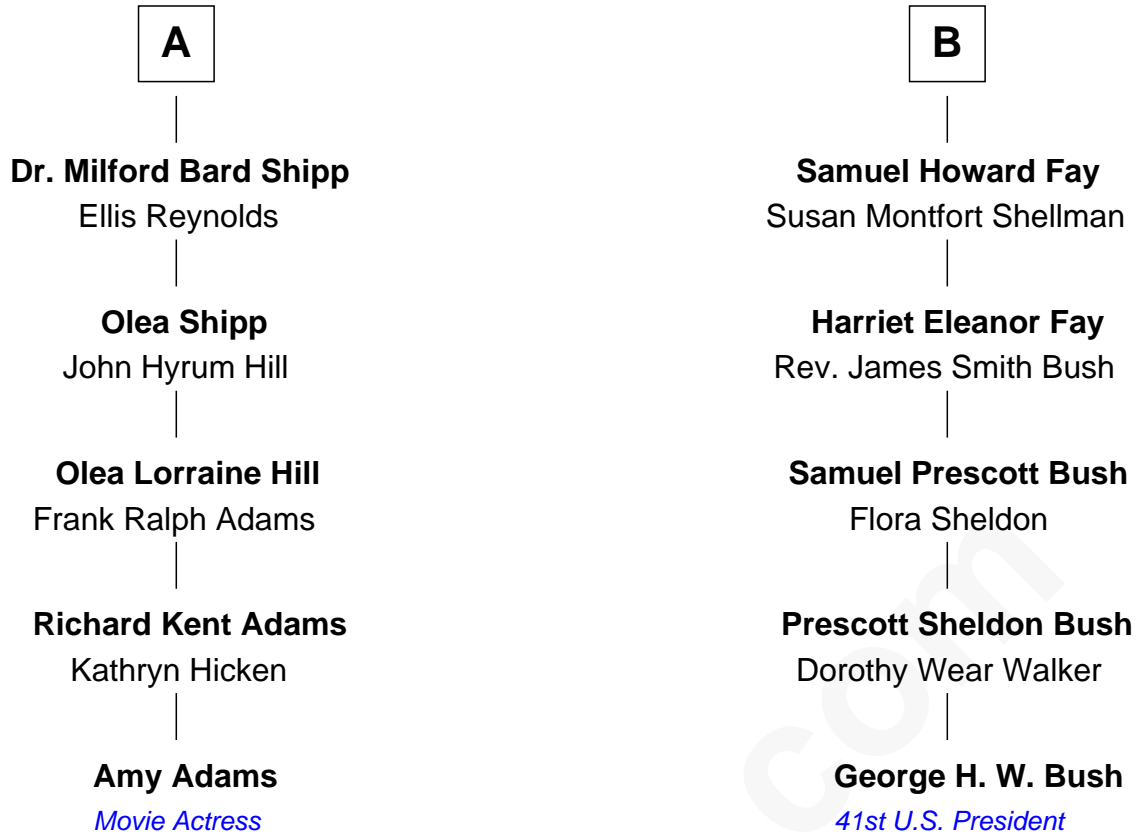 A
Dr. Milford Bard Shipp
Ellis Reynolds
Olea Shipp
John Hyrum Hill
Olea Lorraine Hill
Frank Ralph Adams
Richard Kent Adams
Kathryn Hicken
Amy Adams
Movie Actress
B
Samuel Howard Fay
Susan Montfort Shellman
Harriet Eleanor Fay
Rev. James Smith Bush
Samuel Prescott Bush
Flora Sheldon
Prescott Sheldon Bush
Dorothy Wear Walker
George H. W. Bush
41st U.S. President
com